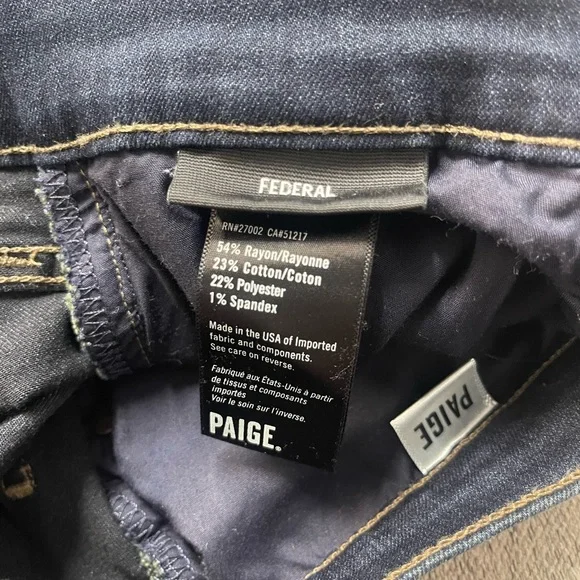 FEDERAL
RN#27002 CA#51217
54% Rayon/Rayonne
23% Cotton/Coton
22% Polyester
1% Spandex
Made in the USA of Imported
fabric and components.
See care on reverse.
Fabriqué aux États-Unis à partir
de tissus et composants
importés
Voir le soin sur l'inverse.
PAIGE.
PAIGE